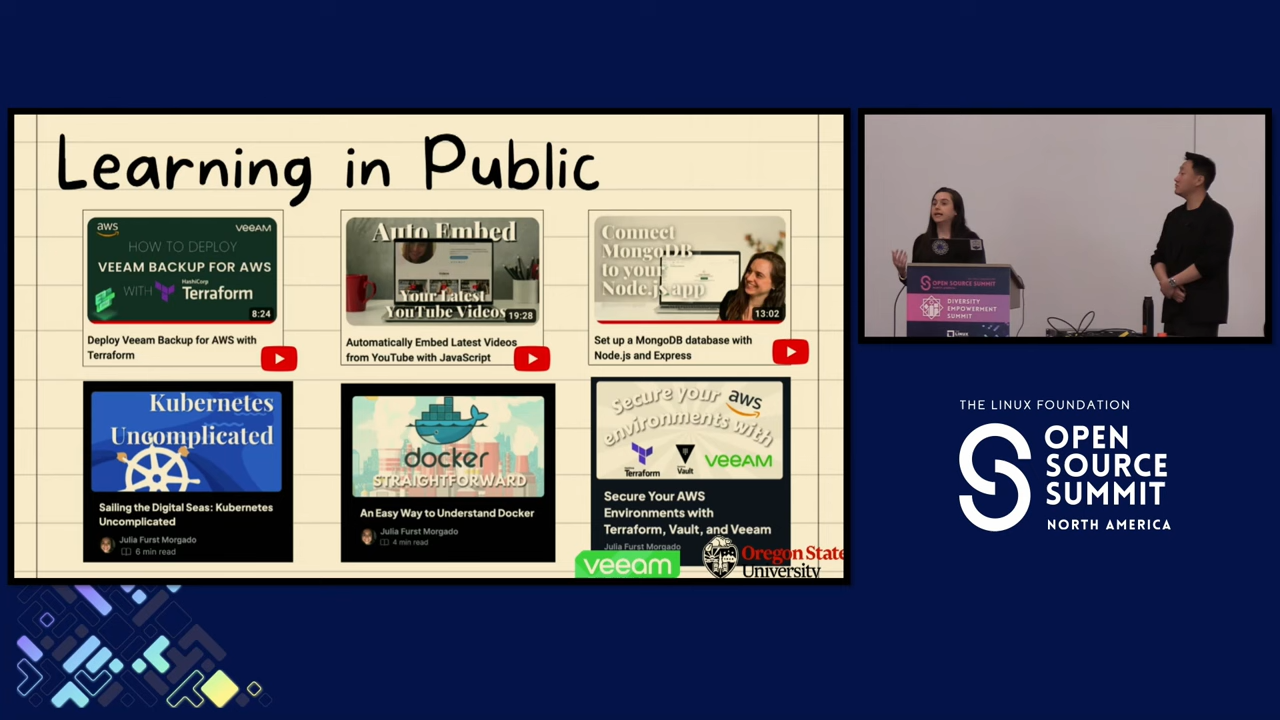 Learning in Public
aws
veeAM
HOW TO DEPLOY
VEEAM BACKUP FOR AWS
WITH
HashiCorp
Terraform
8:24
Deploy Veeam Backup for AWS with
Terraform
Auto Embed
Your Latest
YouTube Videos
19:28
Automatically Embed Latest Videos
from YouTube with JavaScript
Connect
MongoDB
to your
Node.js app
13:02
Set up a MongoDB database with
Node.js and Express
Kubernetes
Uncomplicated
Sailing the Digital Seas: Kubernetes
Uncomplicated
Julia Furst Morgado
6 min read
docker
STRAIGHTFORWARD
An Easy Way to Understand Docker
Julia Furst Morgado
4 min read
Secure your aws
environments with
Terraform
Vault
veeAM
Secure Your AWS
Environments with
Terraform, Vault, and Veeam
Julia Furst Morgado
veeam
Oregon State
University
OPEN SOURCE SUMMIT
DIVERSITY
EMPOWERMENT
SUMMIT
THE LINUX FOUNDATION
OPEN
SOURCE
SUMMIT
NORTH AMERICA